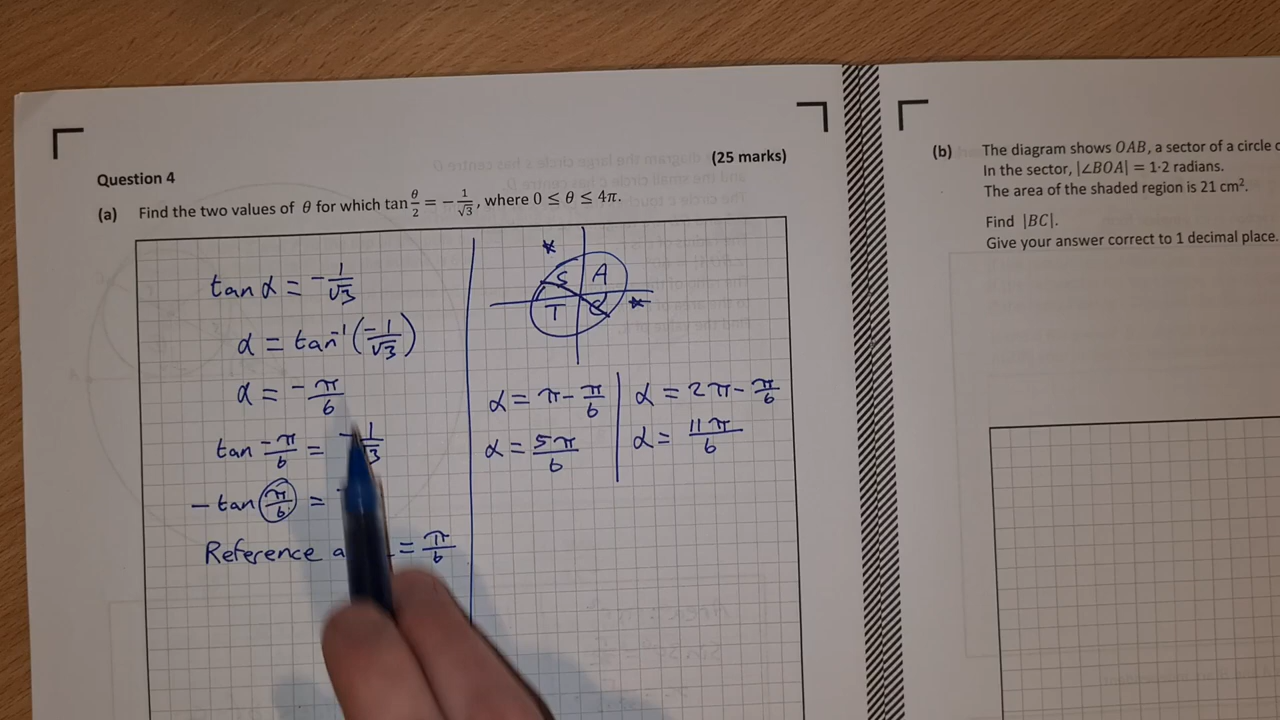 Question 4
(25 marks)
(a) Find the two values of θ for which tan θ/2 = −1/√3, where 0 ≤ θ ≤ 4π.
tan α = −1/√3
α = tan⁻¹(−1/√3)
α = −π/6
tan −π/6 = −1/√3
− tan π/6 =
Reference = π/6
S A
T
α = π − π/6
α = 5π/6
α = 2π − π/6
α = 11π/6
(b) The diagram shows OAB, a sector of a circle
In the sector, |∠BOA| = 1·2 radians.
The area of the shaded region is 21 cm².
Find |BC|.
Give your answer correct to 1 decimal place.